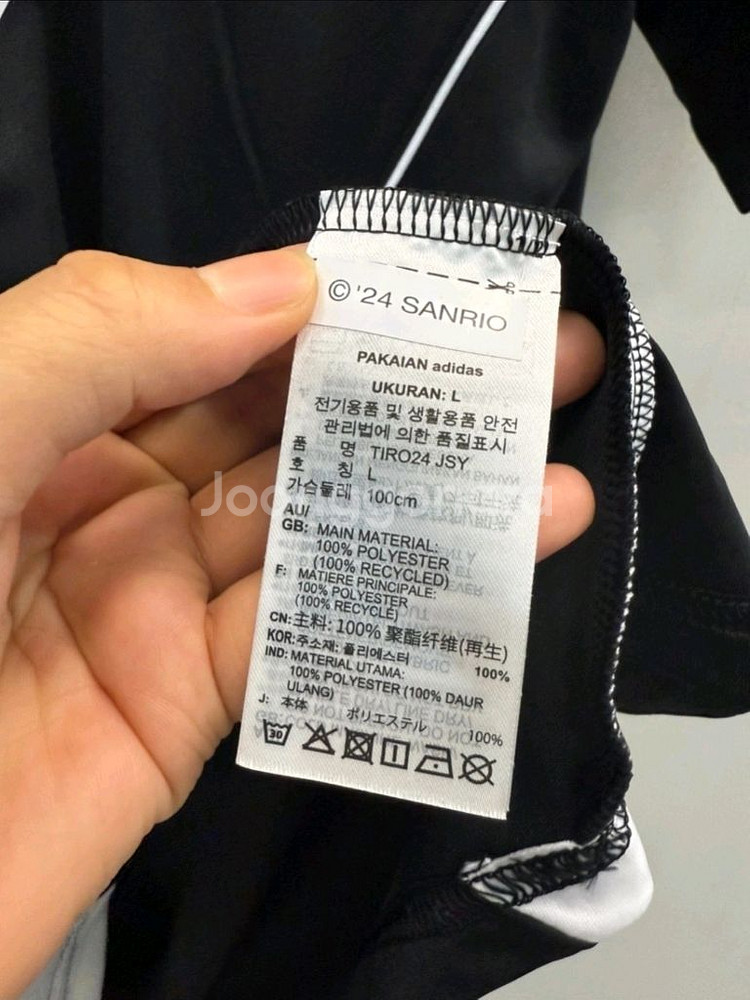 1/2
© '24 SANRIO
PAKAIAN adidas
UKURAN: L
전기용품 및 생활용품 안전
관리법에 의한 품질표시
품 명 TIRO24 JSY
호 칭 L
가슴둘레 100cm
AU/
GB: MAIN MATERIAL:
100% POLYESTER
(100% RECYCLED)
F: MATIERE PRINCIPALE:
100% POLYESTER
(100% RECYCLE)
CN:主料: 100% 聚酯纤维(再生)
KOR:주소재: 폴리에스터 100%
IND: MATERIAL UTAMA:
100% POLYESTER (100% DAUR
ULANG)
J: 本体 ポリエステル 100%
30